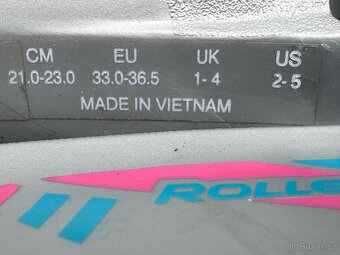 CM EU UK US
21.0-23.0 33.0-36.5 1-4 2-5
MADE IN VIETNAM
ROLLE